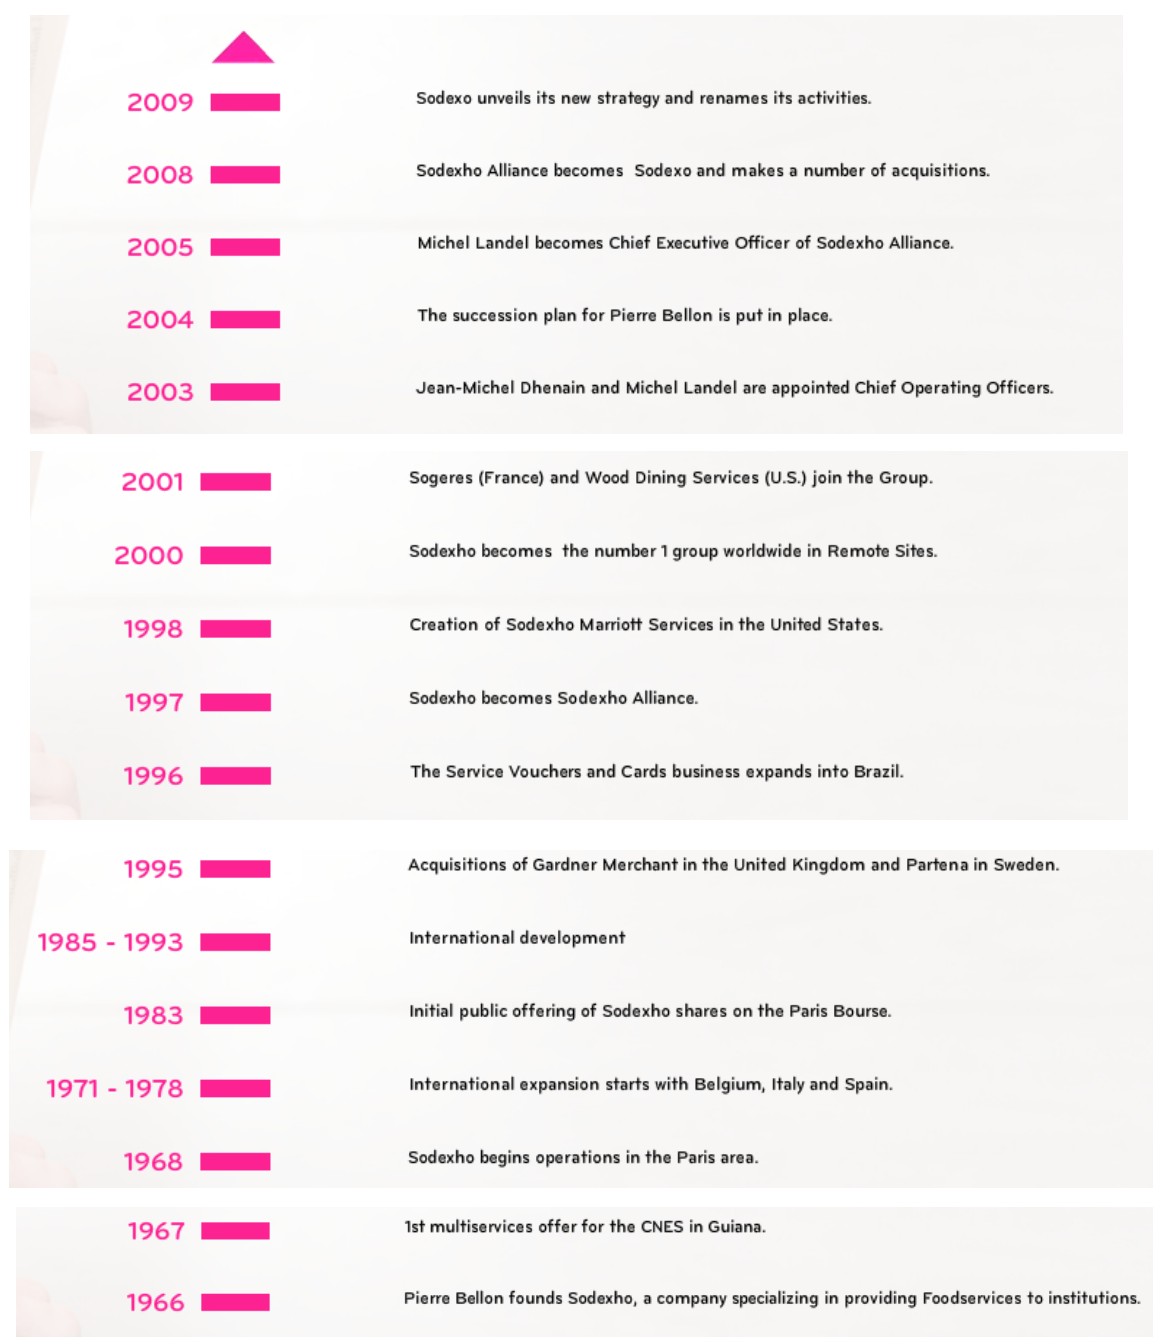 2009 Sodexo unveils its new strategy and renames its activities.
2008 Sodexho Alliance becomes Sodexo and makes a number of acquisitions.
2005 Michel Landel becomes Chief Executive Officer of Sodexho Alliance.
2004 The succession plan for Pierre Bellon is put in place.
2003 Jean-Michel Dhenain and Michel Landel are appointed Chief Operating Officers.
2001 Sogeres (France) and Wood Dining Services (U.S.) join the Group.
2000 Sodexho becomes the number 1 group worldwide in Remote Sites.
1998 Creation of Sodexho Marriott Services in the United States.
1997 Sodexho becomes Sodexho Alliance.
1996 The Service Vouchers and Cards business expands into Brazil.
1995 Acquisitions of Gardner Merchant in the United Kingdom and Partena in Sweden.
1985 - 1993 International development
1983 Initial public offering of Sodexho shares on the Paris Bourse.
1971 - 1978 International expansion starts with Belgium, Italy and Spain.
1968 Sodexho begins operations in the Paris area.
1967 1st multiservices offer for the CNES in Guiana.
1966 Pierre Bellon founds Sodexho, a company specializing in providing Foodservices to institutions.